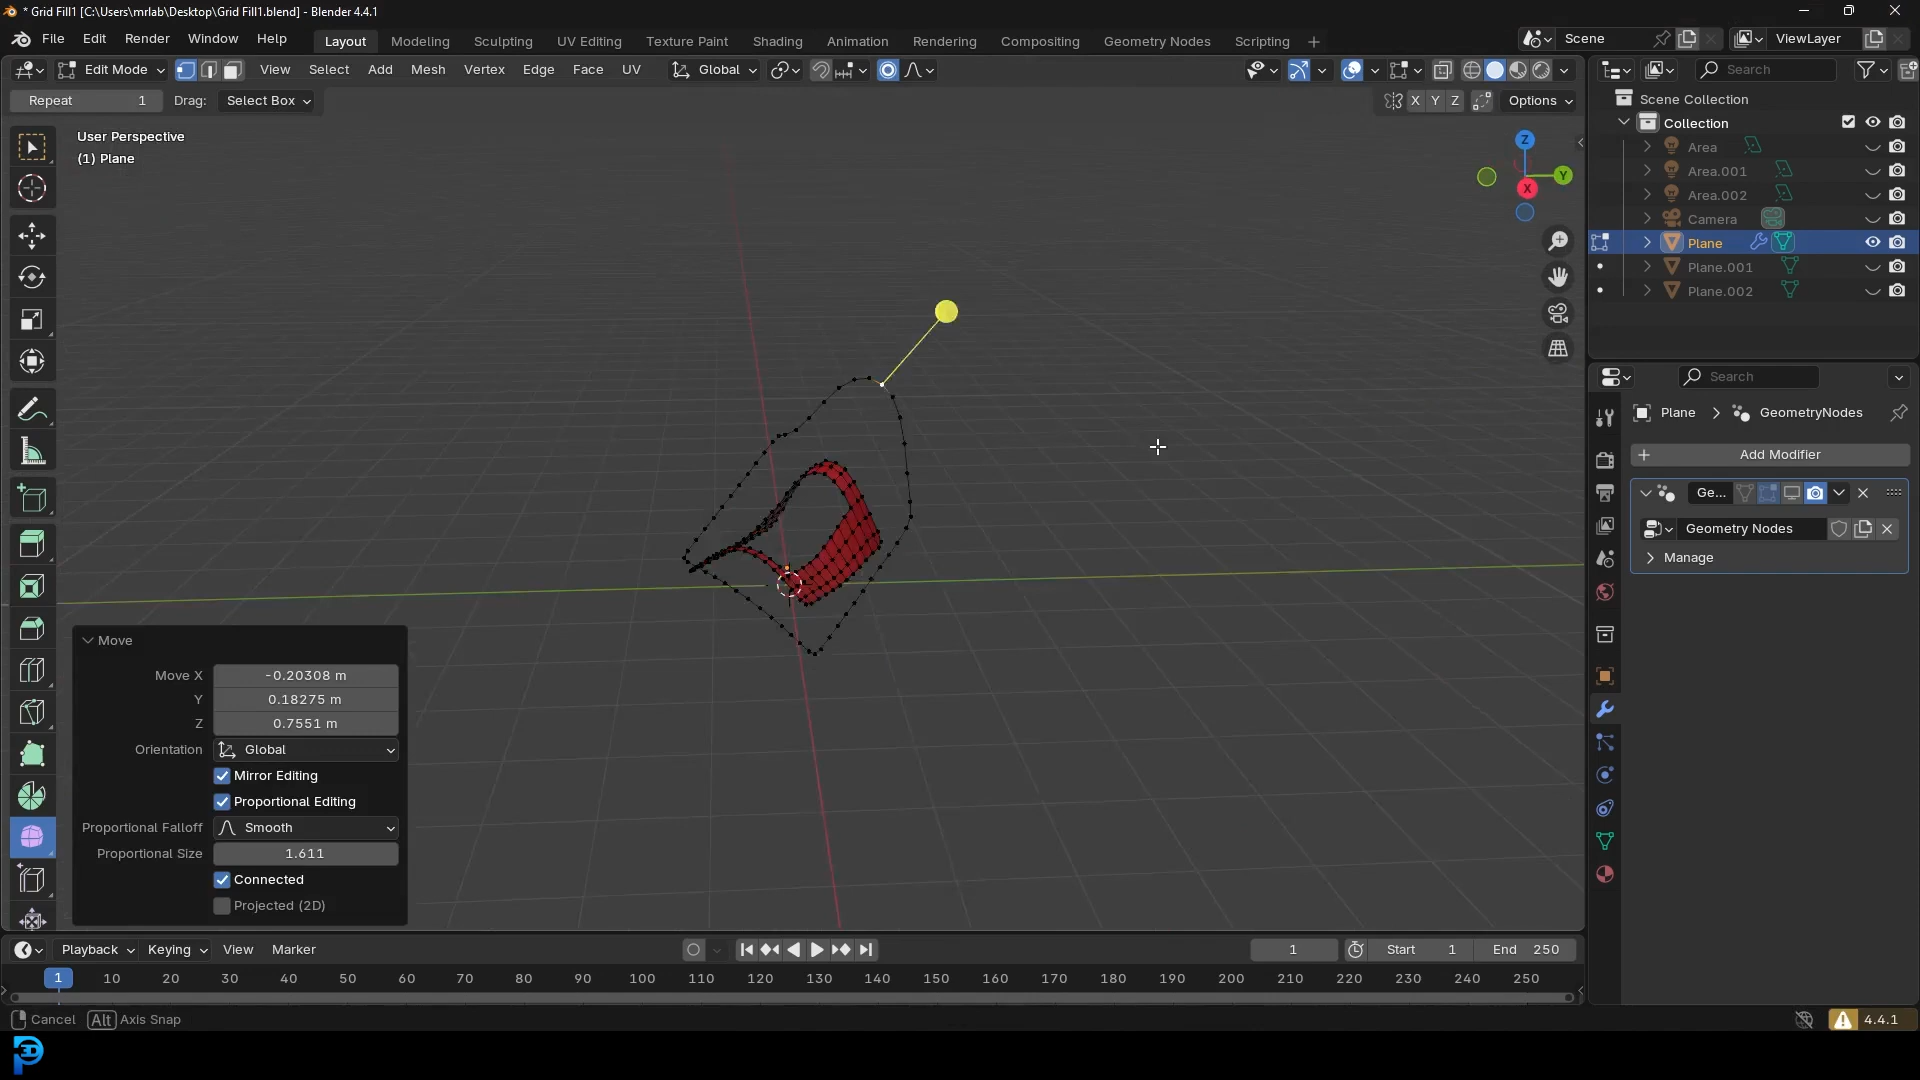 * Grid Fill1 [C:\Users\mrlab\Desktop\Grid Fill1.blend] - Blender 4.4.1
File Edit Render Window Help Layout Modeling Sculpting UV Editing Texture Paint Shading Animation Rendering Compositing Geometry Nodes Scripting + Scene ViewLayer
Edit Mode View Select Add Mesh Vertex Edge Face UV Global Search
Repeat 1 Drag: Select Box X Y Z Options
Scene Collection
Collection
User Perspective
(1) Plane
Z
Y
X
Area
Area.001
Area.002
Camera
Plane
Plane.001
Plane.002
Search
Plane > GeometryNodes
+ Add Modifier
Ge...
Geometry Nodes
Manage
Move
Move X -0.20308 m
Y 0.18275 m
Z 0.7551 m
Orientation Global
Mirror Editing
Proportional Editing
Proportional Falloff Smooth
Proportional Size 1.611
Connected
Projected (2D)
Playback Keying View Marker 1 Start 1 End 250
1 10 20 30 40 50 60 70 80 90 100 110 120 130 140 150 160 170 180 190 200 210 220 230 240 250
Cancel Alt Axis Snap 4.4.1
3D